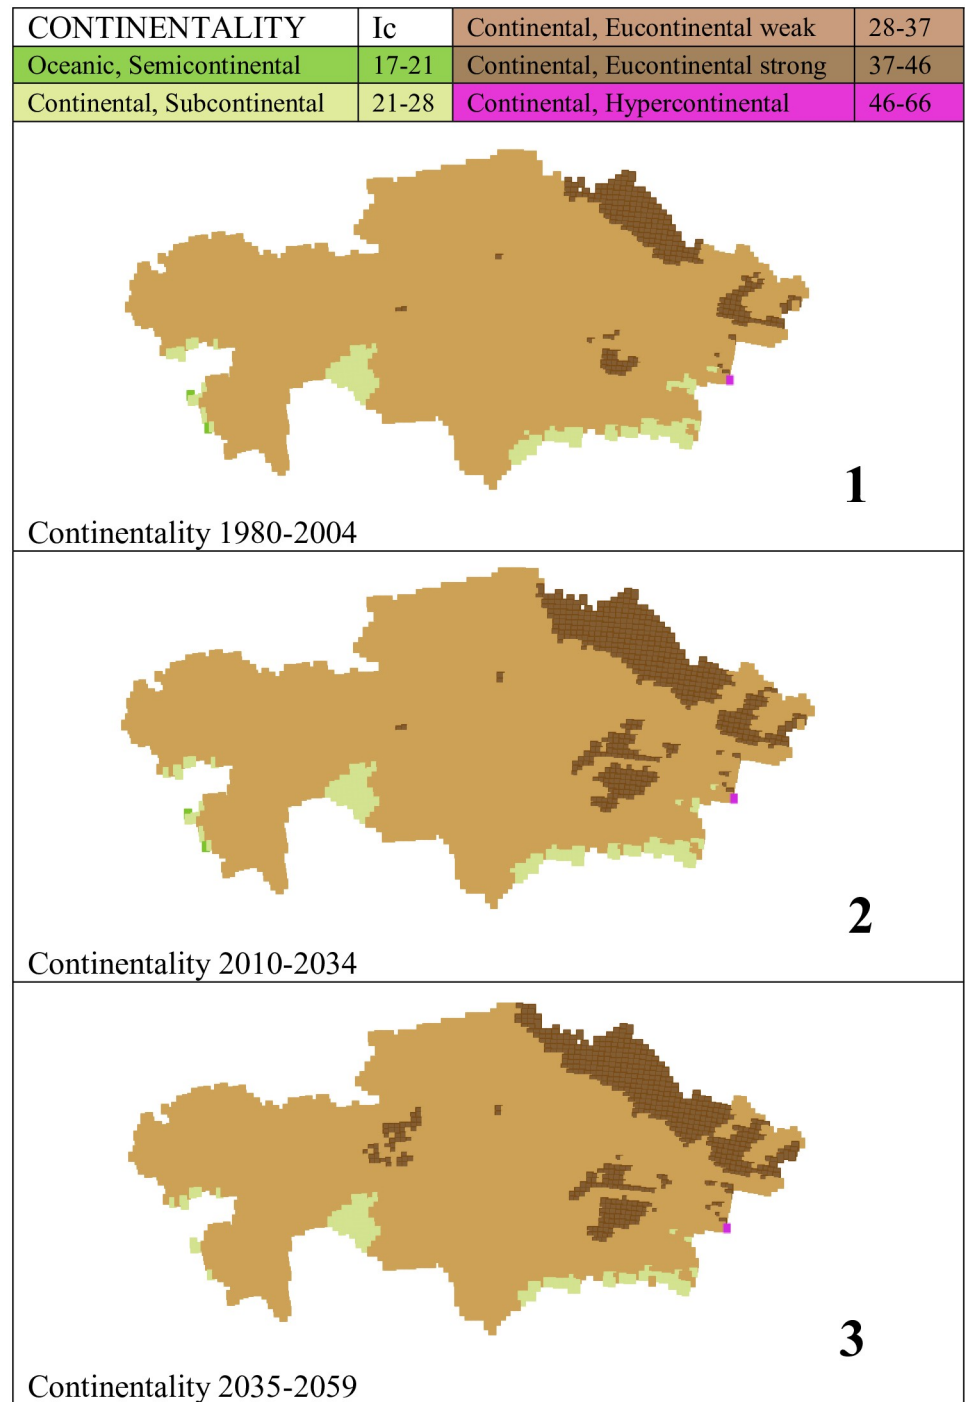 CONTINENTALITY Ic Continental, Eucontinental weak 28-37
Oceanic, Semicontinental 17-21 Continental, Eucontinental strong 37-46
Continental, Subcontinental 21-28 Continental, Hypercontinental 46-66
1
Continentality 1980-2004
2
Continentality 2010-2034
3
Continentality 2035-2059